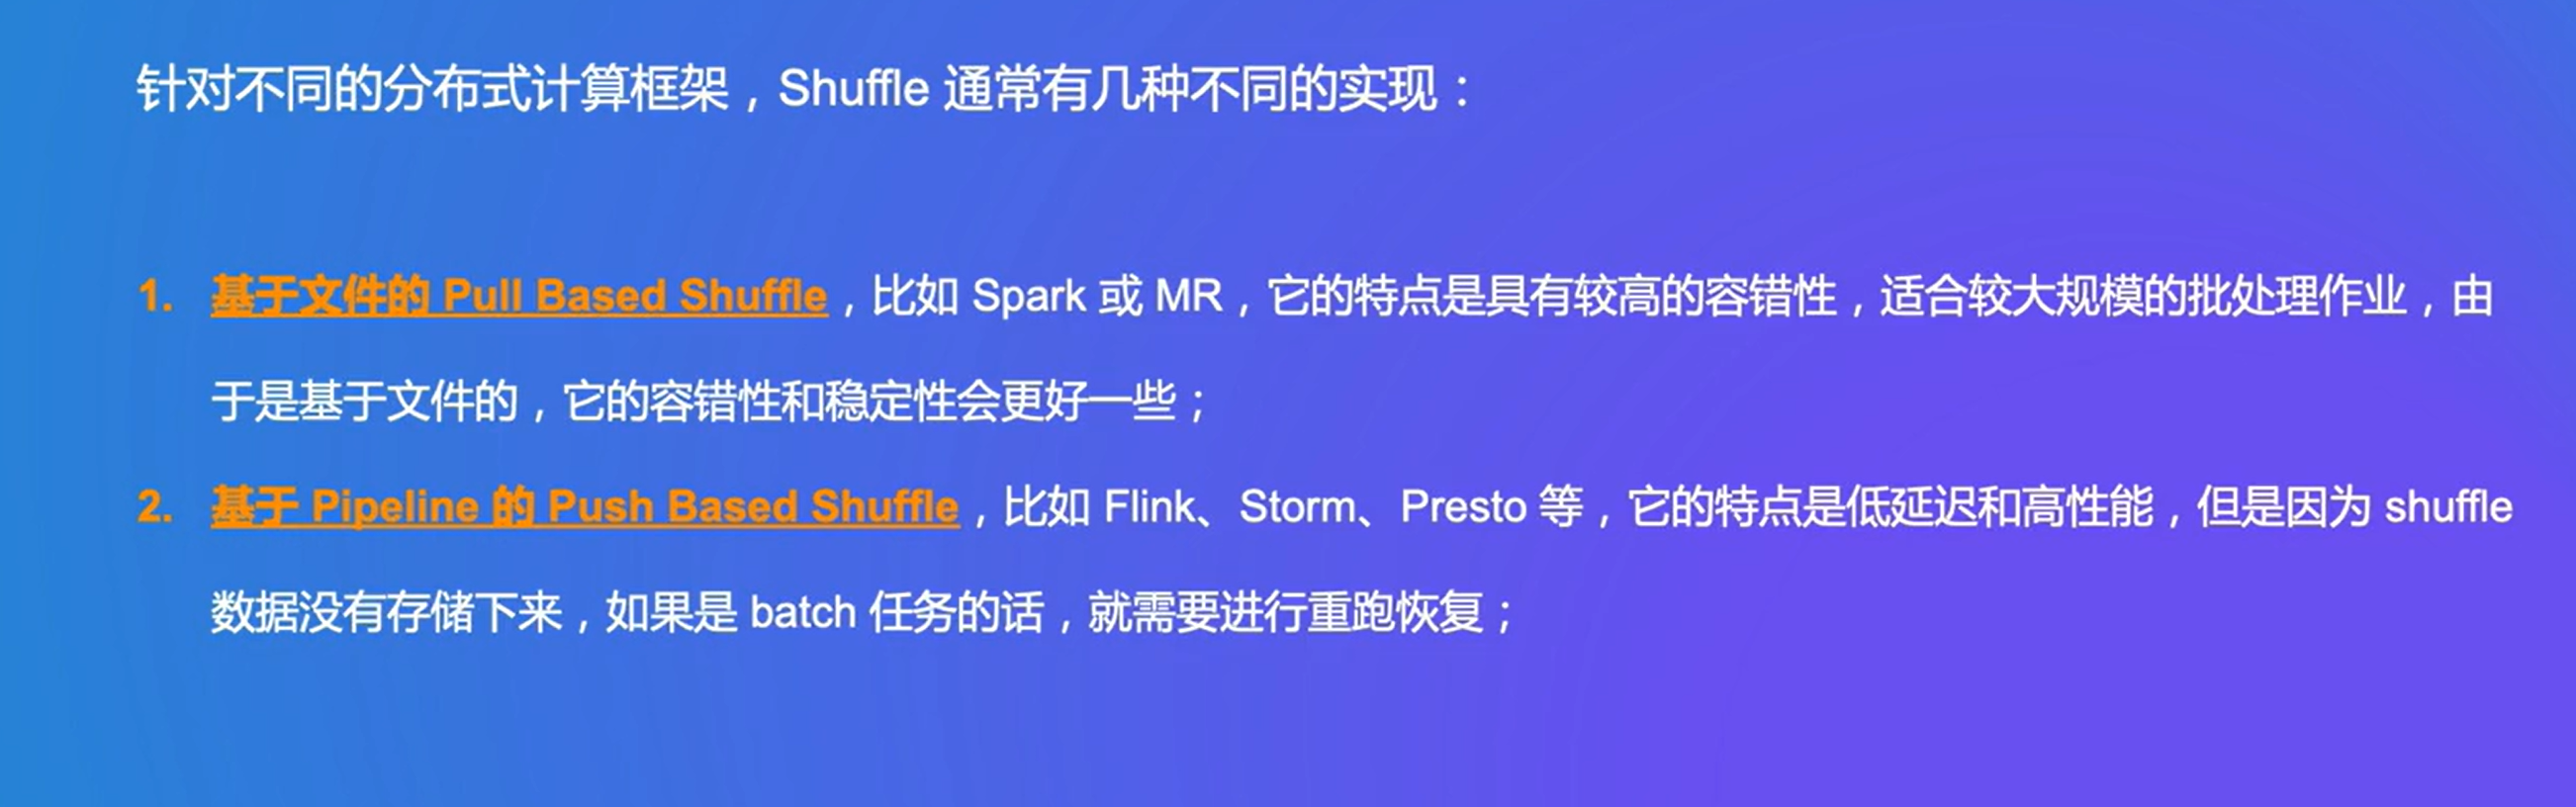 针对不同的分布式计算框架，Shuffle 通常有几种不同的实现：
1. 基于文件的 Pull Based Shuffle，比如 Spark 或 MR，它的特点是具有较高的容错性，适合较大规模的批处理作业，由
于是基于文件的，它的容错性和稳定性会更好一些；
2. 基于 Pipeline 的 Push Based Shuffle，比如 Flink、Storm、Presto 等，它的特点是低延迟和高性能，但是因为 shuffle
数据没有存储下来，如果是 batch 任务的话，就需要进行重跑恢复；